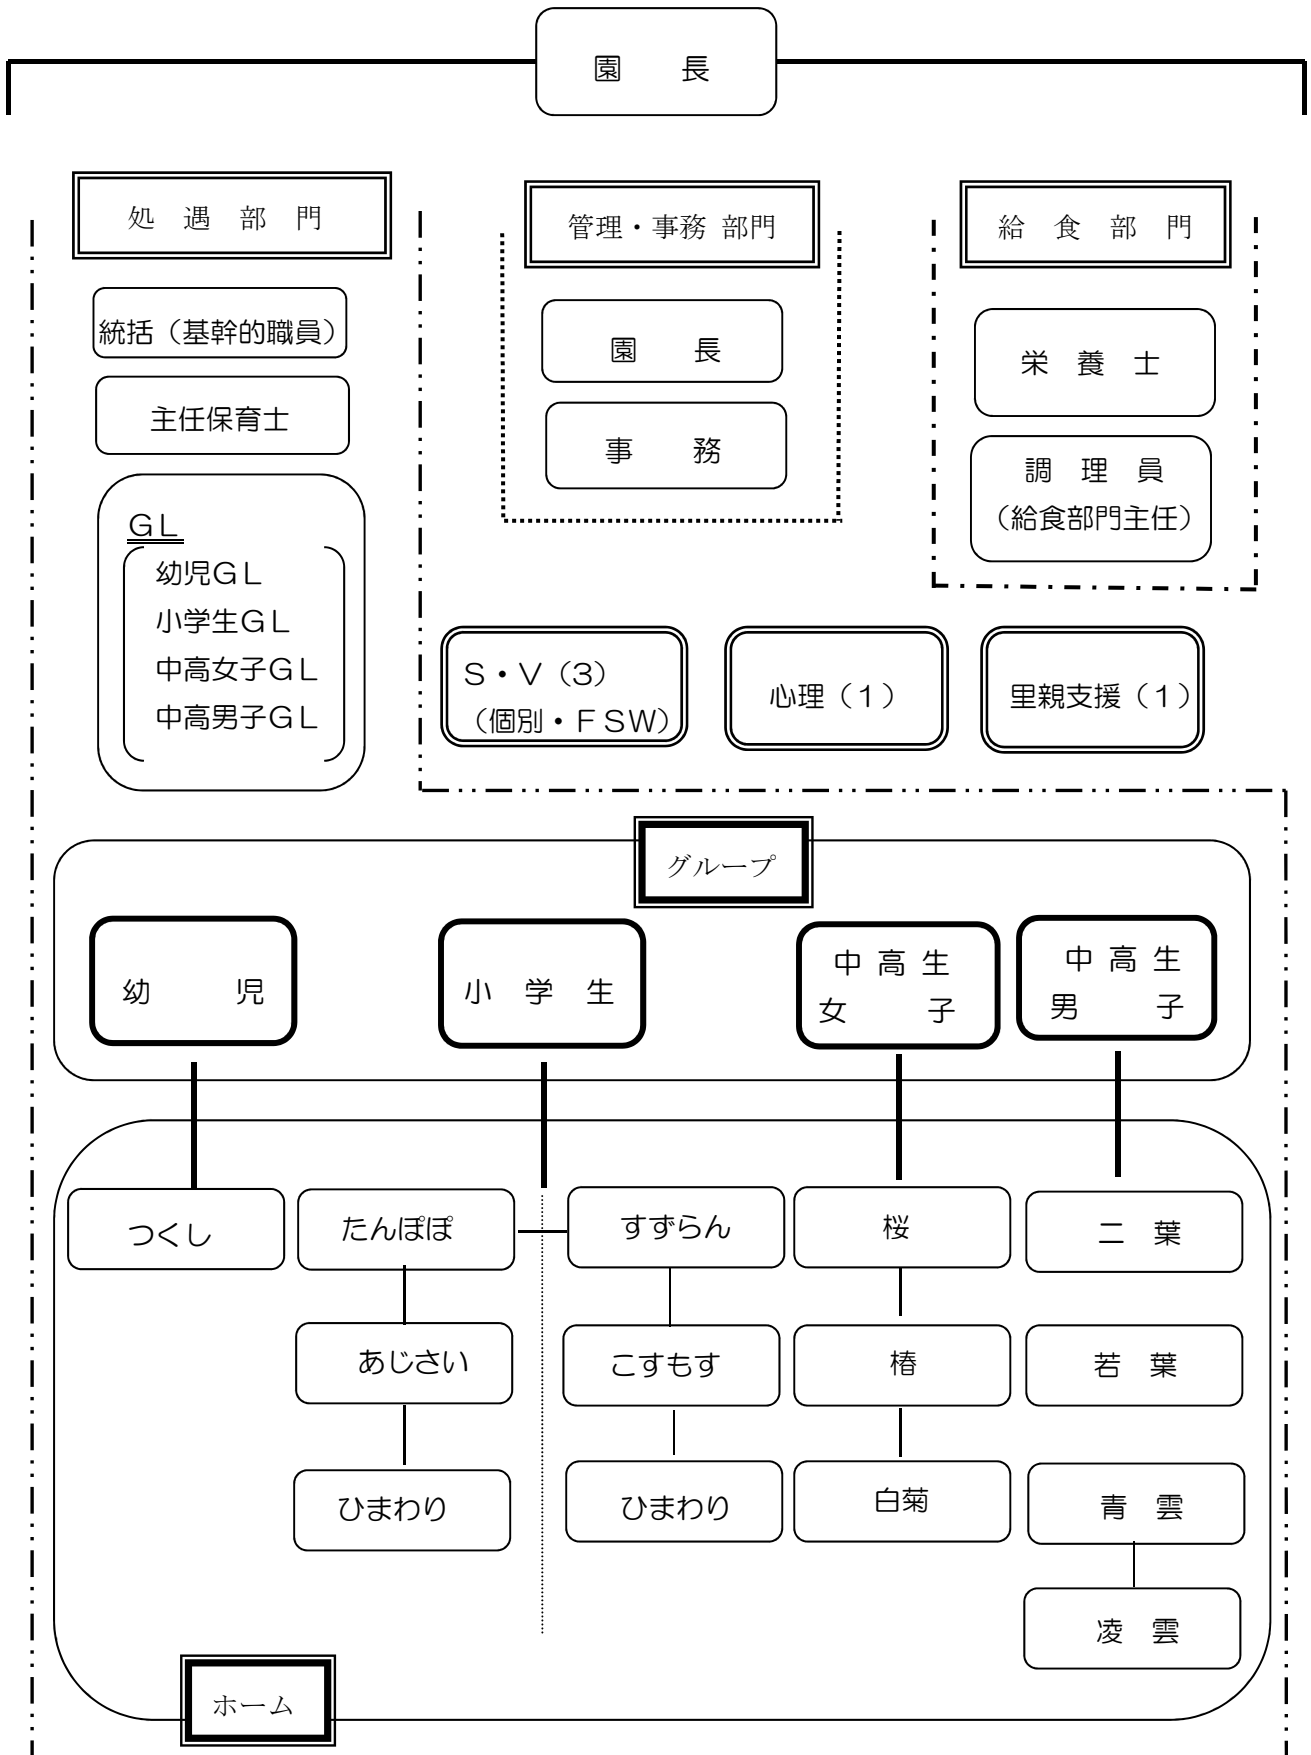 園　　長
処　遇　部　門
統括（基幹的職員）
主任保育士
ＧＬ
幼児ＧＬ
小学生ＧＬ
中高女子ＧＬ
中高男子ＧＬ
管理・事務 部門
園　　長
事　　務
給　食　部　門
栄　養　士
調　理　員
（給食部門主任）
Ｓ・Ｖ（３）
（個別・ＦＳＷ）
心理（１）
里親支援（１）
グループ
幼　　　児
小　学　生
中 高 生
女　　　子
中 高 生
男　　　子
つくし
たんぽぽ
すずらん
桜
二　葉
あじさい
こすもす
椿
若　葉
ひまわり
ひまわり
白菊
青　雲
凌　雲
ホーム